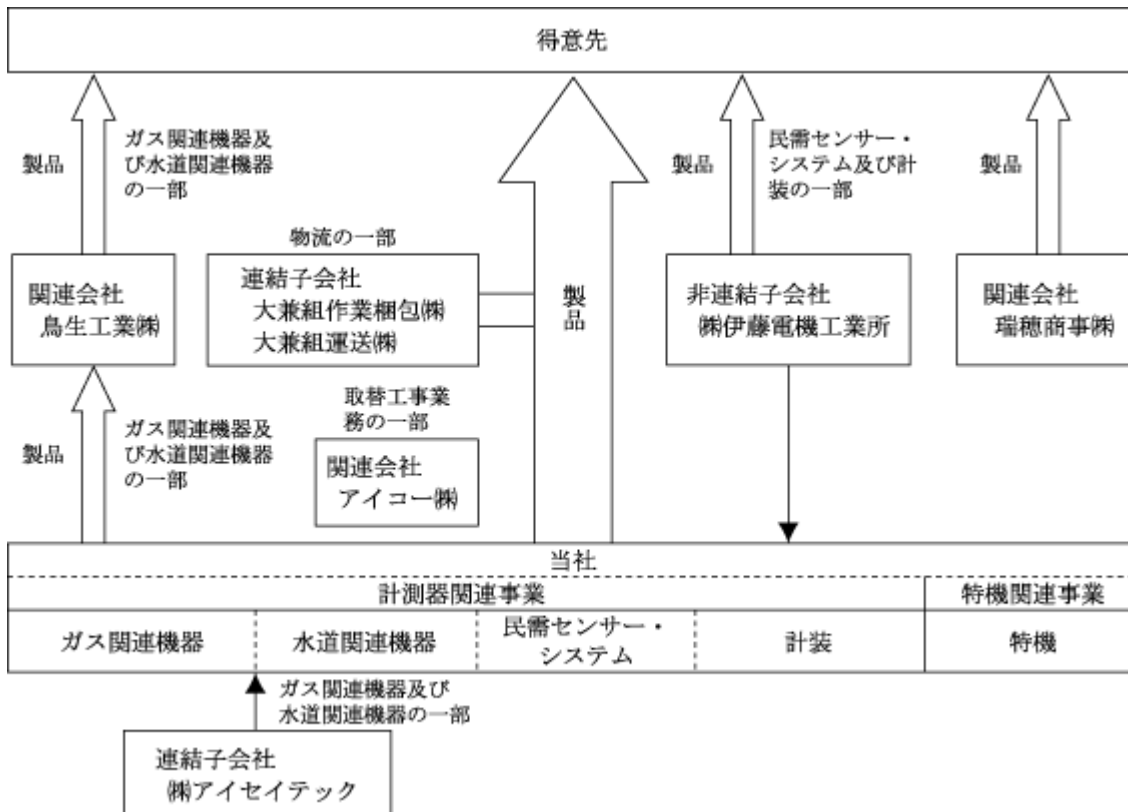 得意先
製品
ガス関連機器及
び水道関連機器
の一部
製品
製品
民需センサー・
システム及び計
装の一部
製品
関連会社
鳥生工業㈱
物流の一部
連結子会社
大兼組作業梱包㈱
大兼組運送㈱
非連結子会社
㈱伊藤電機工業所
関連会社
瑞穂商事㈱
製品
ガス関連機器及
び水道関連機器
の一部
取替工事業
務の一部
関連会社
アイコー㈱
当社
計測器関連事業
特機関連事業
ガス関連機器
水道関連機器
民需センサー・
システム
計装
特機
ガス関連機器及び
水道関連機器の一部
連結子会社
㈱アイセイテック